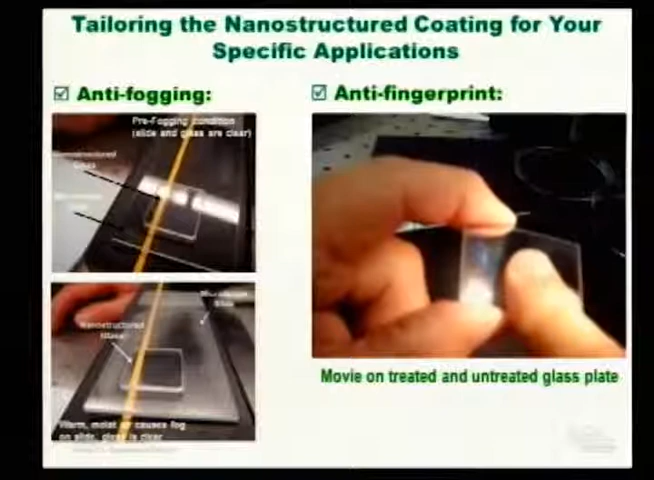 Tailoring the Nanostructured Coating for Your
Specific Applications
Anti-fogging:
Anti-fingerprint:
Pre-Fogging condition
(slide and glass are clear)
Nanostructured
Glass
Microscope
Slide
Nanostructured
Glass
Warm, moist air causes fog
on slide, glass is clear
Movie on treated and untreated glass plate